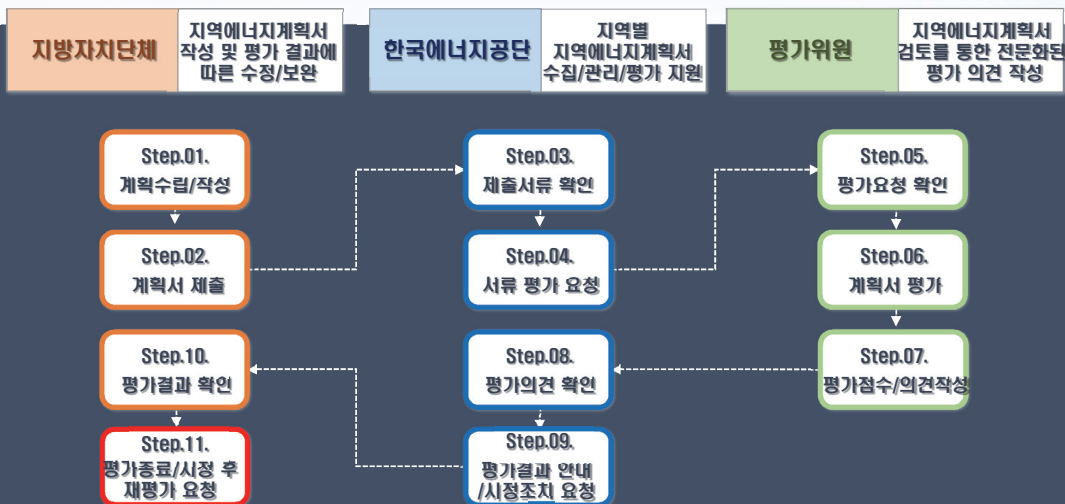 지방자치단체
지역에너지계획서
작성 및 평가 결과에
따른 수정/보완
한국에너지공단
지역별
지역에너지계획서
수집/관리/평가 지원
평가위원
지역에너지계획서
검토를 통한 전문화된
평가 의견 작성
Step.01.
계획수립/작성
Step.02.
계획서 제출
Step.03.
제출서류 확인
Step.04.
서류 평가 요청
Step.05.
평가요청 확인
Step.06.
계획서 평가
Step.07.
평가점수/의견작성
Step.08.
평가의견 확인
Step.09.
평가결과 안내
/시정조치 요청
Step.10.
평가결과 확인
Step.11.
평가종료/시정 후
재평가 요청